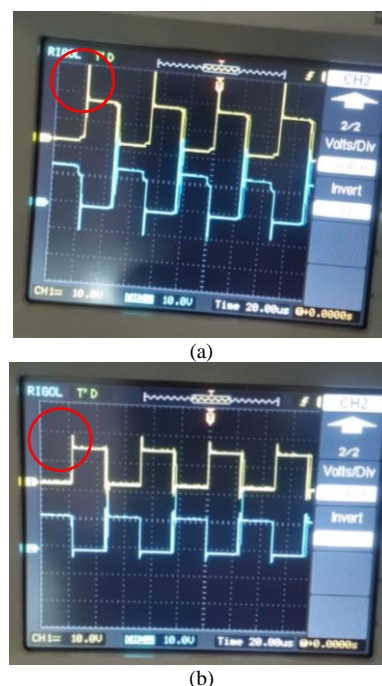 RIGOL T'D
CH2
2/2
Volts/Div
Invert
CH1= 10.0V 10.0V Time 20.00us +0.0000s
(a)
RIGOL T'D
CH2
2/2
Volts/Div
Invert
CH1= 10.0V 10.0V Time 20.00us +0.0000s
(b)